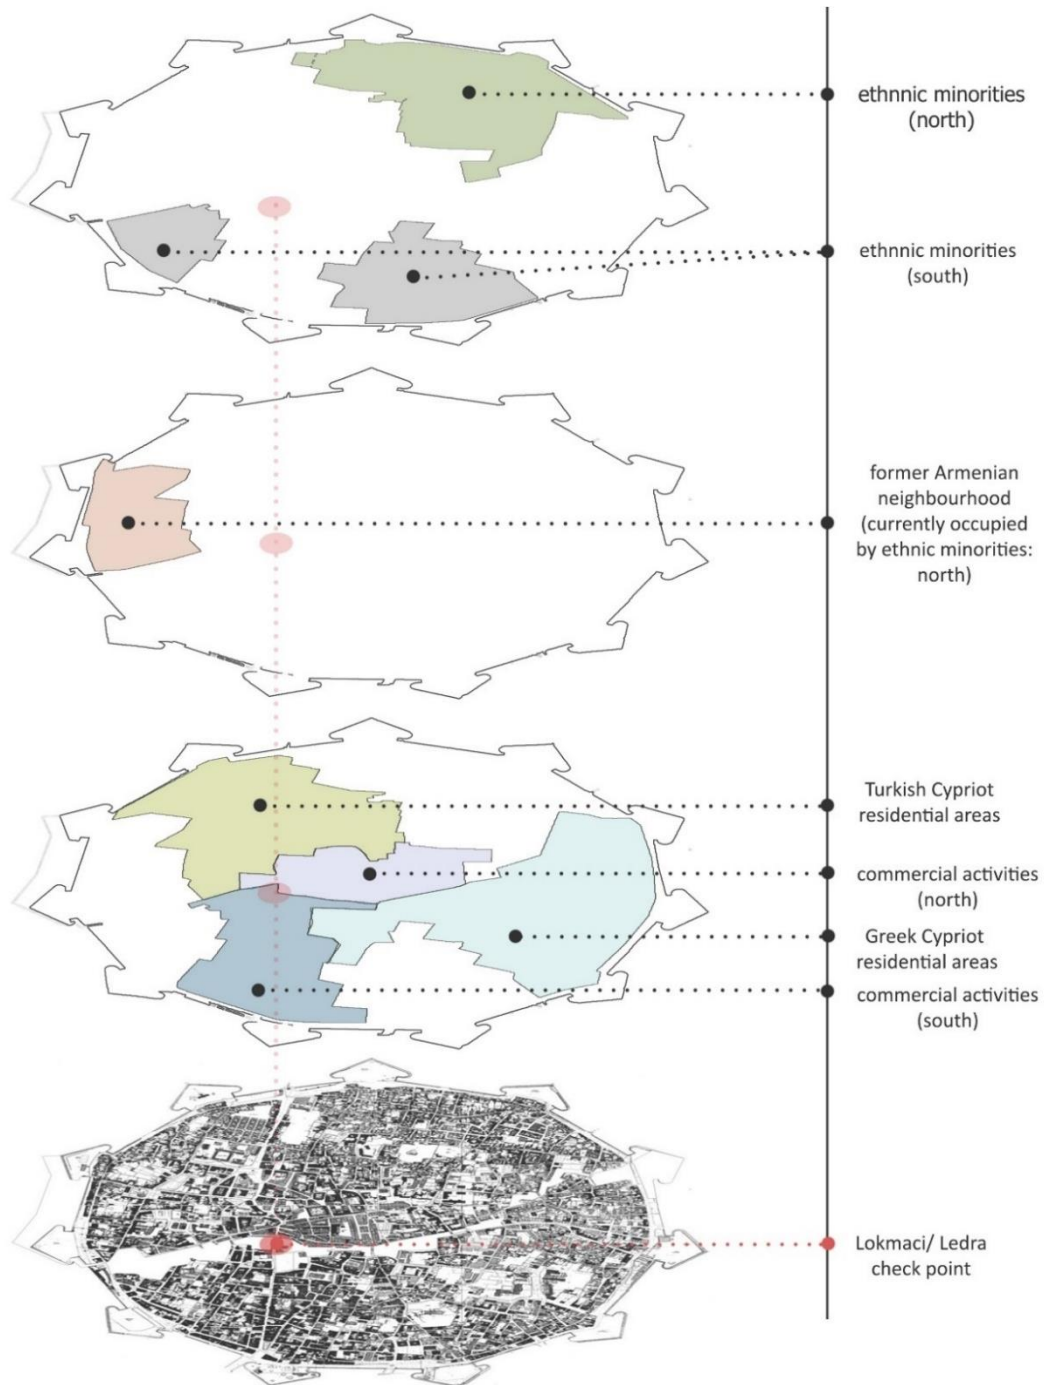 ethnnic minorities
(north)
ethnnic minorities
(south)
former Armenian
neighbourhood
(currently occupied
by ethnic minorities:
north)
Turkish Cypriot
residential areas
commercial activities
(north)
Greek Cypriot
residential areas
commercial activities
(south)
Lokmaci/ Ledra
check point